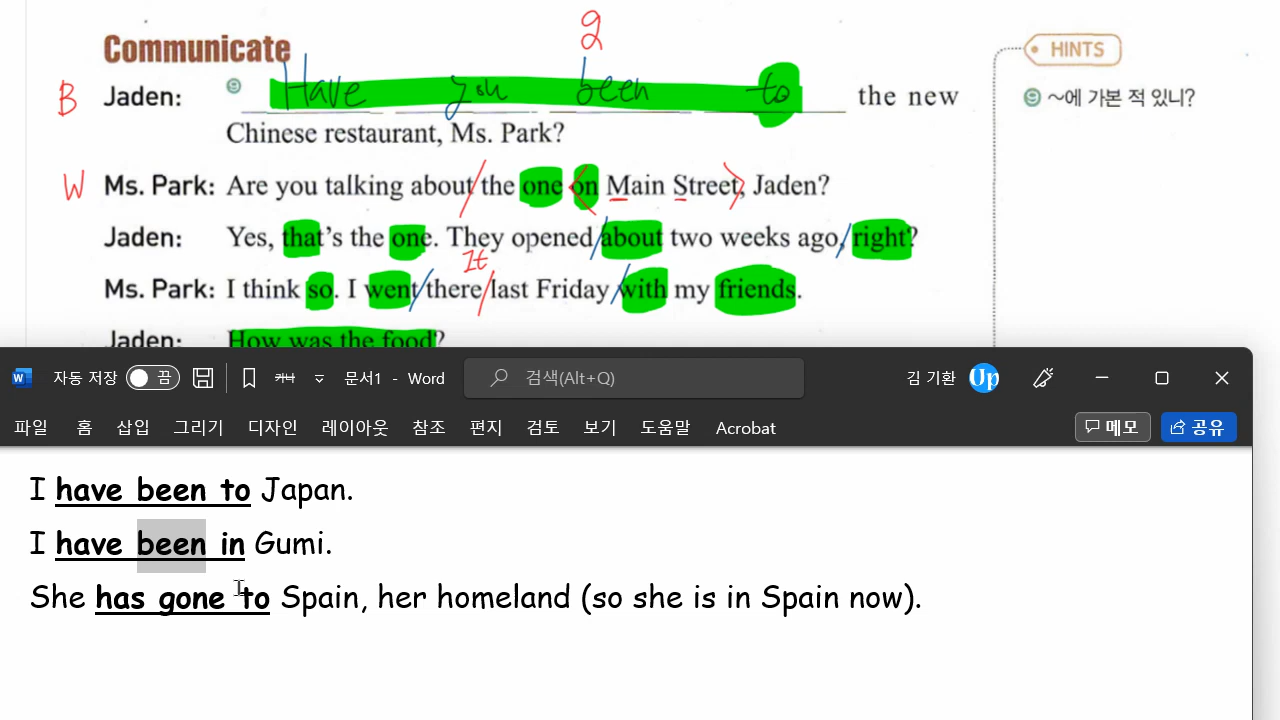 g
Communicate
HINTS
B Jaden: ⑨ Have you been to the new
⑨ ~에 가본 적 있니?
Chinese restaurant, Ms. Park?
W Ms. Park: Are you talking about the one on Main Street, Jaden?
Jaden: Yes, that's the one. They opened about two weeks ago, right?
It
Ms. Park: I think so. I went there last Friday with my friends.
Jaden: How was the food?
자동 저장 끔 가나 문서1 - Word 검색(Alt+Q) 김 기환 Up
파일 홈 삽입 그리기 디자인 레이아웃 참조 편지 검토 보기 도움말 Acrobat 메모 공유
I have been to Japan.
I have been in Gumi.
She has gone to Spain, her homeland (so she is in Spain now).